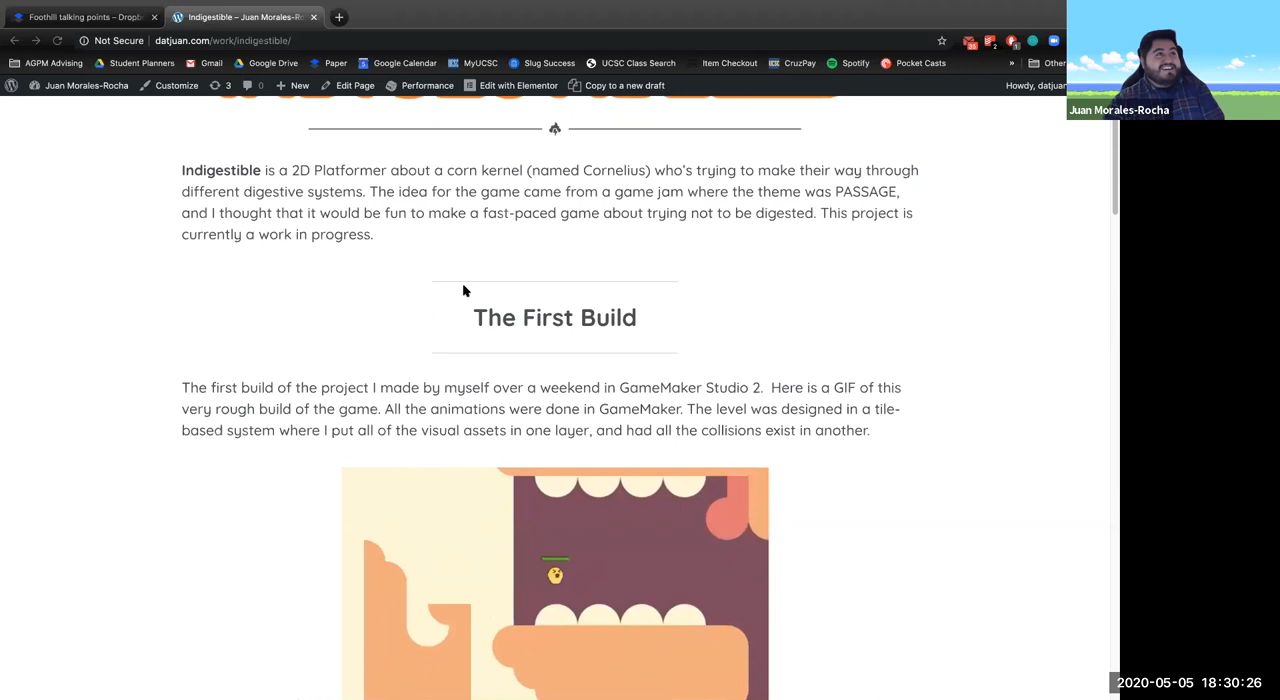 Foothill talking points – Dropb
Indigestible – Juan Morales-Ro
Not Secure | datjuan.com/work/indigestible/
AGPM Advising Student Planners Gmail Google Drive Paper Google Calendar MyUCSC Slug Success UCSC Class Search Item Checkout CruzPay Spotify Pocket Casts » Other
Juan Morales-Rocha Customize 3 0 New Edit Page Performance Edit with Elementor Copy to a new draft Howdy, datjuan
Juan Morales-Rocha
Indigestible is a 2D Platformer about a corn kernel (named Cornelius) who's trying to make their way through
different digestive systems. The idea for the game came from a game jam where the theme was PASSAGE,
and I thought that it would be fun to make a fast-paced game about trying not to be digested. This project is
currently a work in progress.
The First Build
The first build of the project I made by myself over a weekend in GameMaker Studio 2. Here is a GIF of this
very rough build of the game. All the animations were done in GameMaker. The level was designed in a tile-
based system where I put all of the visual assets in one layer, and had all the collisions exist in another.
2020-05-05 18:30:26